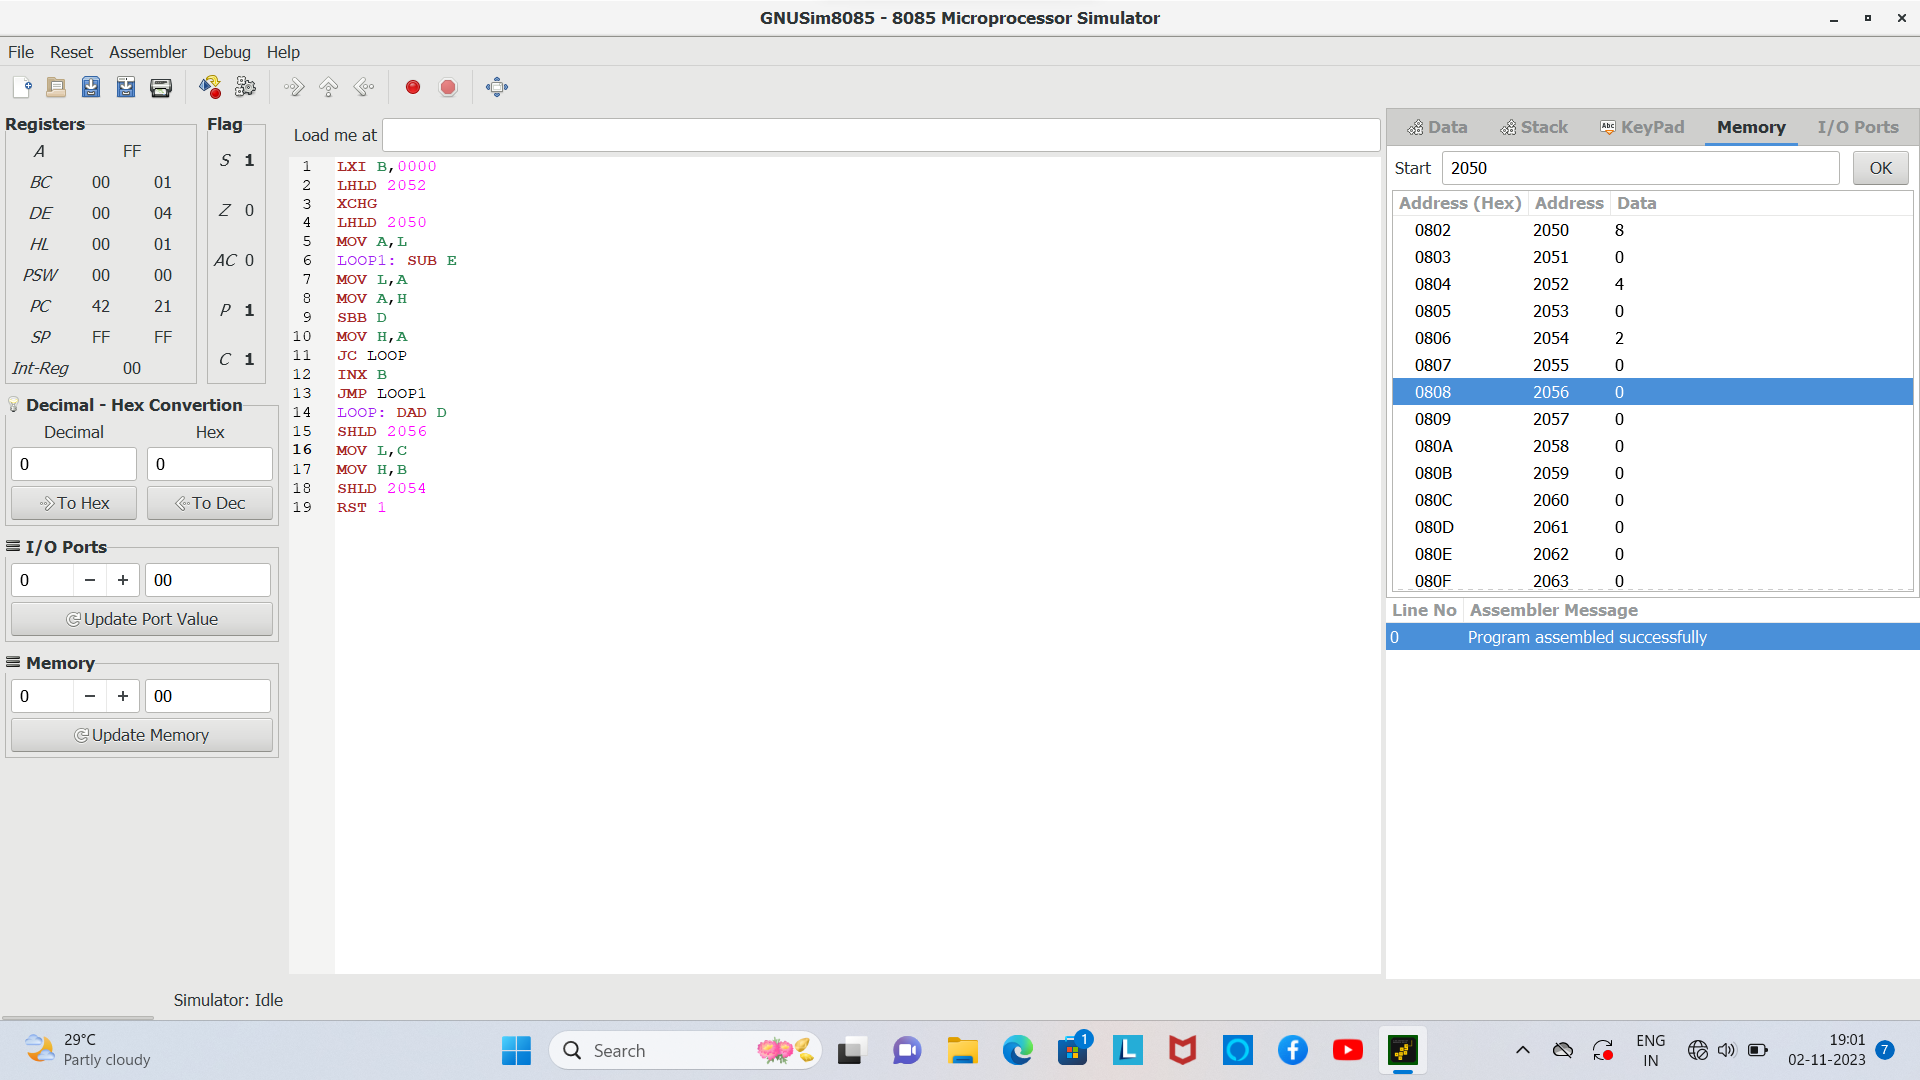 GNUSim8085 - 8085 Microprocessor Simulator
File Reset Assembler Debug Help
Registers
A FF
BC 00 01
DE 00 04
HL 00 01
PSW 00 00
PC 42 21
SP FF FF
Int-Reg 00
Flag
S 1
Z 0
AC 0
P 1
C 1
Decimal - Hex Convertion
Decimal Hex
0 0
To Hex To Dec
I/O Ports
0 − + 00
Update Port Value
Memory
0 − + 00
Update Memory
Load me at
1 LXI B,0000
2 LHLD 2052
3 XCHG
4 LHLD 2050
5 MOV A,L
6 LOOP1: SUB E
7 MOV L,A
8 MOV A,H
9 SBB D
10 MOV H,A
11 JC LOOP
12 INX B
13 JMP LOOP1
14 LOOP: DAD D
15 SHLD 2056
16 MOV L,C
17 MOV H,B
18 SHLD 2054
19 RST 1
Data Stack Abc KeyPad Memory I/O Ports
Start 2050 OK
Address (Hex) Address Data
0802 2050 8
0803 2051 0
0804 2052 4
0805 2053 0
0806 2054 2
0807 2055 0
0808 2056 0
0809 2057 0
080A 2058 0
080B 2059 0
080C 2060 0
080D 2061 0
080E 2062 0
080F 2063 0
Line No Assembler Message
0 Program assembled successfully
Simulator: Idle
29°C
Partly cloudy
Search
1
L
ENG
IN
19:01
02-11-2023
7